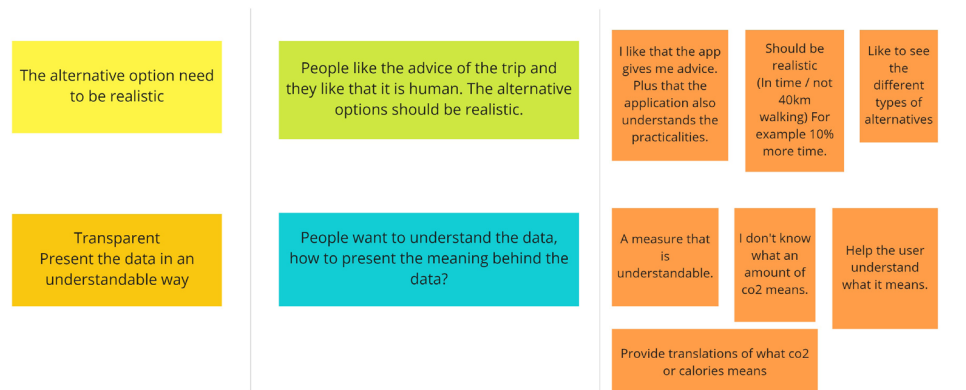 The alternative option need
to be realistic
People like the advice of the trip and
they like that it is human. The alternative
options should be realistic.
I like that the app
gives me advice.
Plus that the
application also
understands the
practicalities.
Should be
realistic
(In time / not
40km
walking) For
example 10%
more time.
Like to see
the
different
types of
alternatives
Transparent
Present the data in an
understandable way
People want to understand the data,
how to present the meaning behind the
data?
A measure that
is
understandable.
I don't know
what an
amount of
co2 means.
Help the user
understand
what it means.
Provide translations of what co2
or calories means